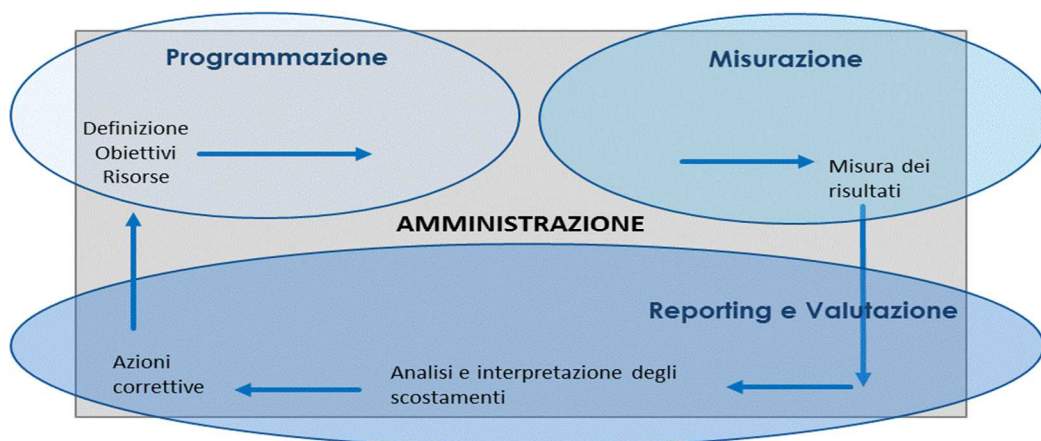 Programmazione
Misurazione
Definizione
Obiettivi
Risorse
Misura dei
risultati
AMMINISTRAZIONE
Reporting e Valutazione
Azioni
correttive
Analisi e interpretazione degli
scostamenti